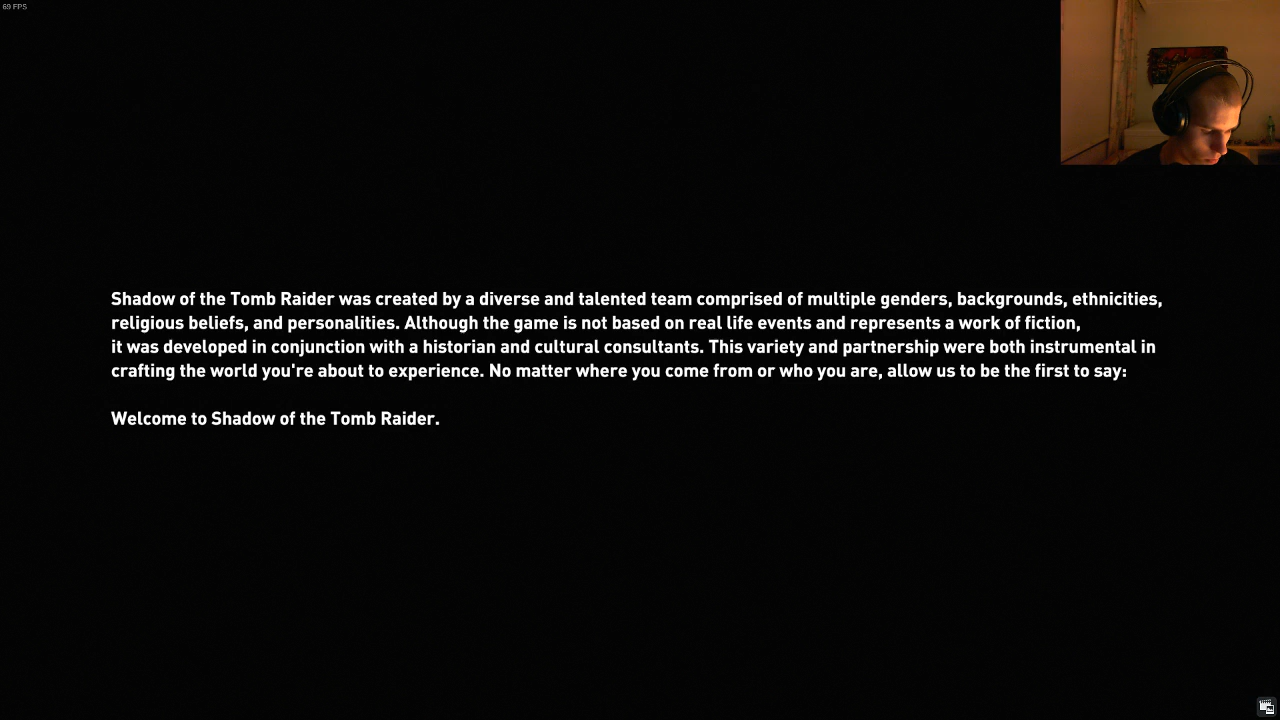 69 FPS
Shadow of the Tomb Raider was created by a diverse and talented team comprised of multiple genders, backgrounds, ethnicities,
religious beliefs, and personalities. Although the game is not based on real life events and represents a work of fiction,
it was developed in conjunction with a historian and cultural consultants. This variety and partnership were both instrumental in
crafting the world you're about to experience. No matter where you come from or who you are, allow us to be the first to say:
Welcome to Shadow of the Tomb Raider.